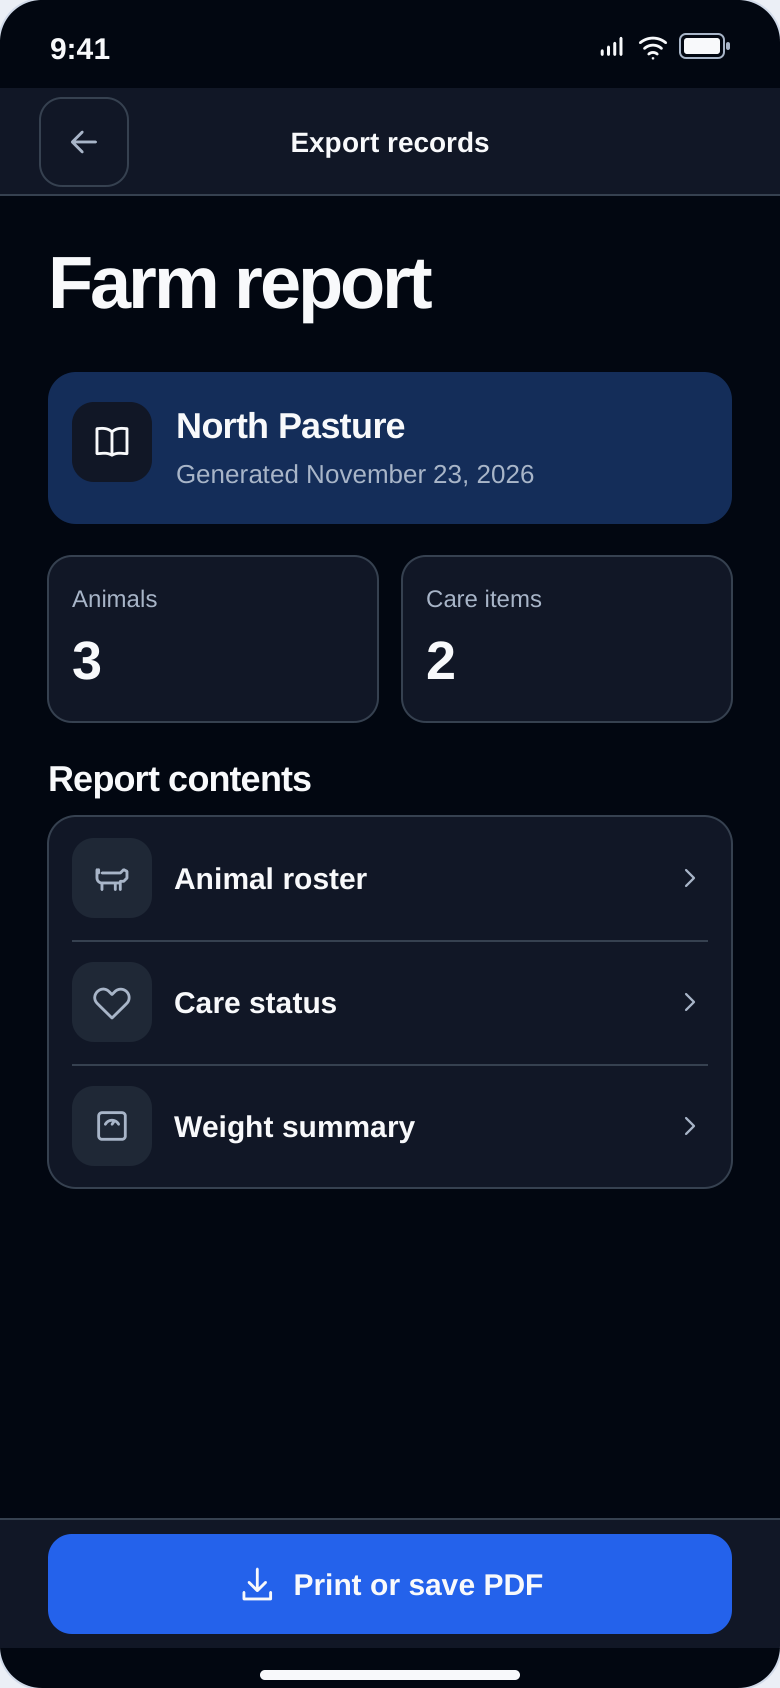 9:41
Export records
Farm report
North Pasture
Generated November 23, 2026
Animals
3
Care items
2
Report contents
Animal roster
Care status
Weight summary
Print or save PDF